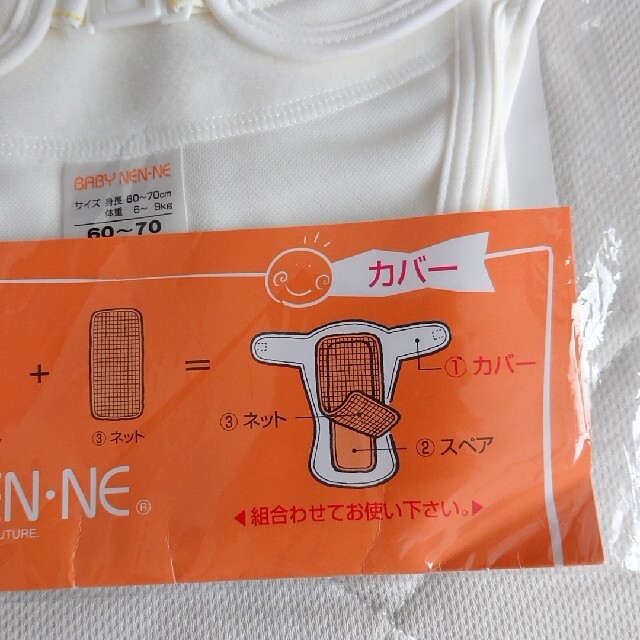 BABY NEN・NE
サイズ 身長 60〜70cm
体重 6〜 9kg
60〜70
カバー
+
=
① カバー
③ ネット
③ ネット
② スペア
EN・NE®
◀組合わせてお使い下さい。▶
UTURE.